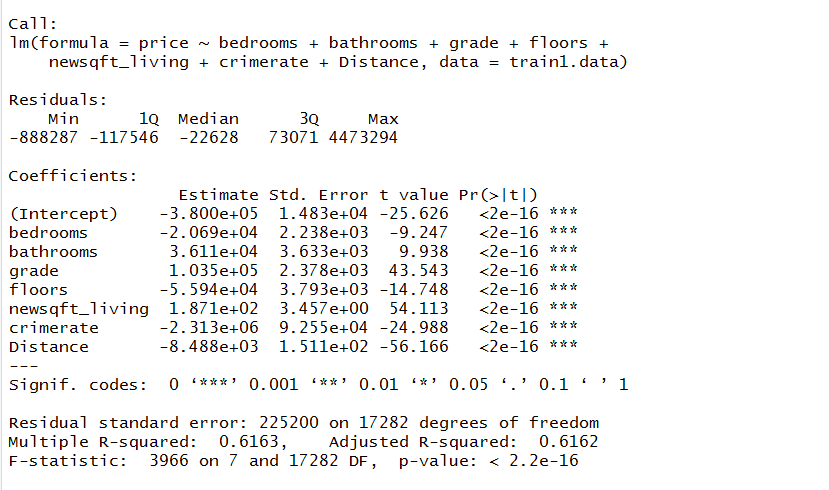 Call:
lm(formula = price ~ bedrooms + bathrooms + grade + floors +
    newsqft_living + crimerate + Distance, data = train1.data)
Residuals:
    Min      1Q  Median      3Q     Max
-888287 -117546  -22628   73071 4473294
Coefficients:
                 Estimate Std. Error t value Pr(>|t|)
(Intercept)    -3.800e+05  1.483e+04 -25.626   <2e-16 ***
bedrooms       -2.069e+04  2.238e+03  -9.247   <2e-16 ***
bathrooms       3.611e+04  3.633e+03   9.938   <2e-16 ***
grade           1.035e+05  2.378e+03  43.543   <2e-16 ***
floors         -5.594e+04  3.793e+03 -14.748   <2e-16 ***
newsqft_living  1.871e+02  3.457e+00  54.113   <2e-16 ***
crimerate      -2.313e+06  9.255e+04 -24.988   <2e-16 ***
Distance       -8.488e+03  1.511e+02 -56.166   <2e-16 ***
---
Signif. codes:  0 ‘***’ 0.001 ‘**’ 0.01 ‘*’ 0.05 ‘.’ 0.1 ‘ ’ 1
Residual standard error: 225200 on 17282 degrees of freedom
Multiple R-squared:  0.6163,    Adjusted R-squared:  0.6162
F-statistic:  3966 on 7 and 17282 DF,  p-value: < 2.2e-16